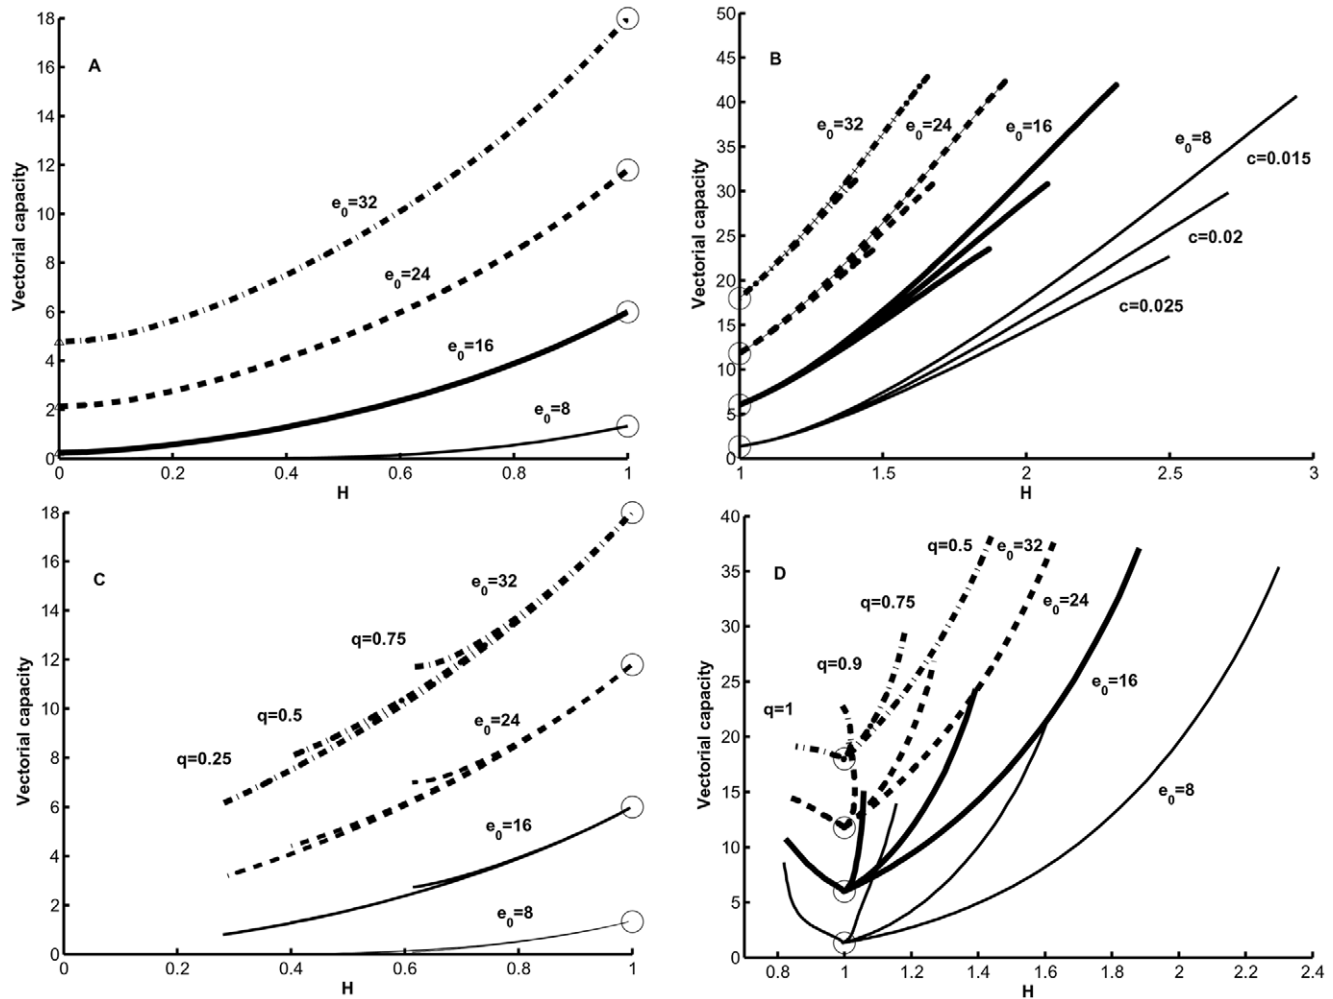 A
Vectorial capacity
18
16
14
12
10
8
6
4
2
0
e0=32
e0=24
e0=16
e0=8
0
0.2
0.4
0.6
0.8
1
H
B
Vectorial capacity
50
45
40
35
30
25
20
15
10
5
0
e0=32
e0=24
e0=16
e0=8
c=0.015
c=0.02
c=0.025
1
1.5
2
2.5
3
H
C
Vectorial capacity
18
16
14
12
10
8
6
4
2
0
e0=32
q=0.75
q=0.5
e0=24
q=0.25
e0=16
e0=8
0
0.2
0.4
0.6
0.8
1
H
D
Vectorial capacity
40
35
30
25
20
15
10
5
0
q=0.5
e0=32
q=0.75
e0=24
q=0.9
e0=16
q=1
e0=8
0.8
1
1.2
1.4
1.6
1.8
2
2.2
2.4
H